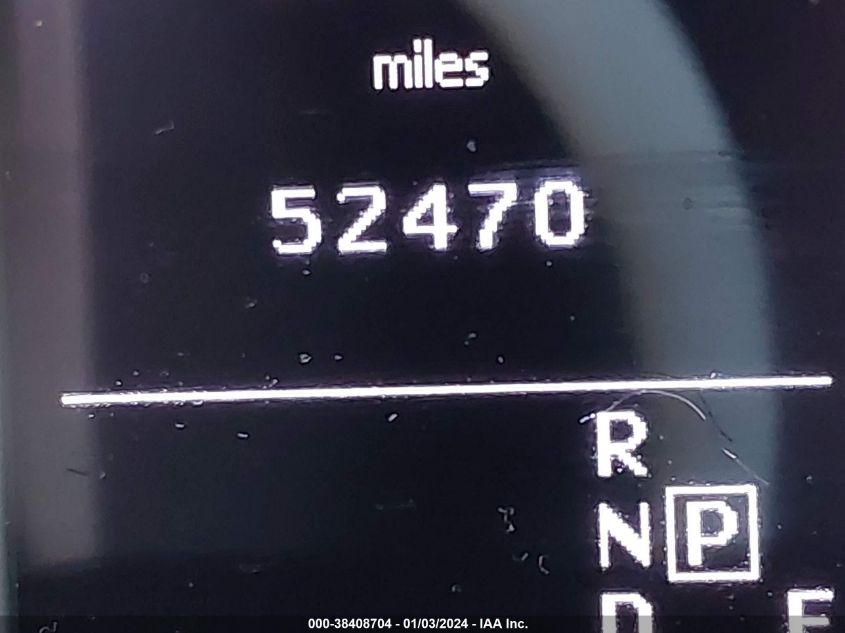 miles
52470
R
N P
D E
000-38408704 - 01/03/2024 - IAA Inc.